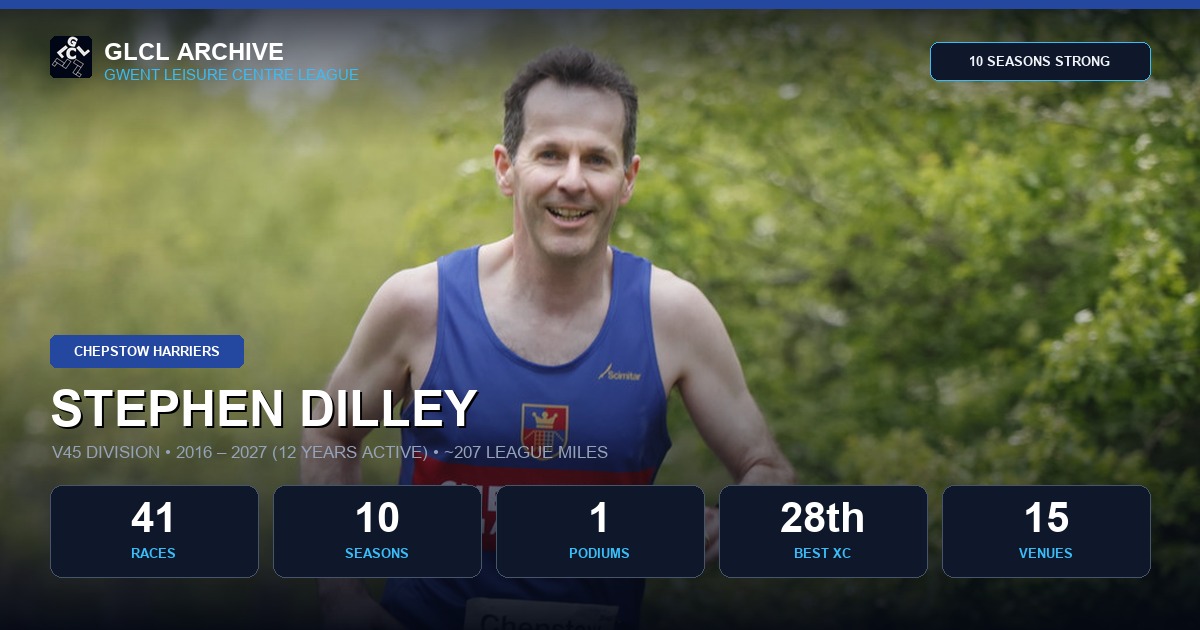 GLCL ARCHIVE
GWENT LEISURE CENTRE LEAGUE
10 SEASONS STRONG
Scimitar
CHEPSTOW HARRIERS
STEPHEN DILLEY
V45 DIVISION • 2016 – 2027 (12 YEARS ACTIVE) • ~207 LEAGUE MILES
41
RACES
10
SEASONS
1
PODIUMS
28th
BEST XC
15
VENUES
Chepstow